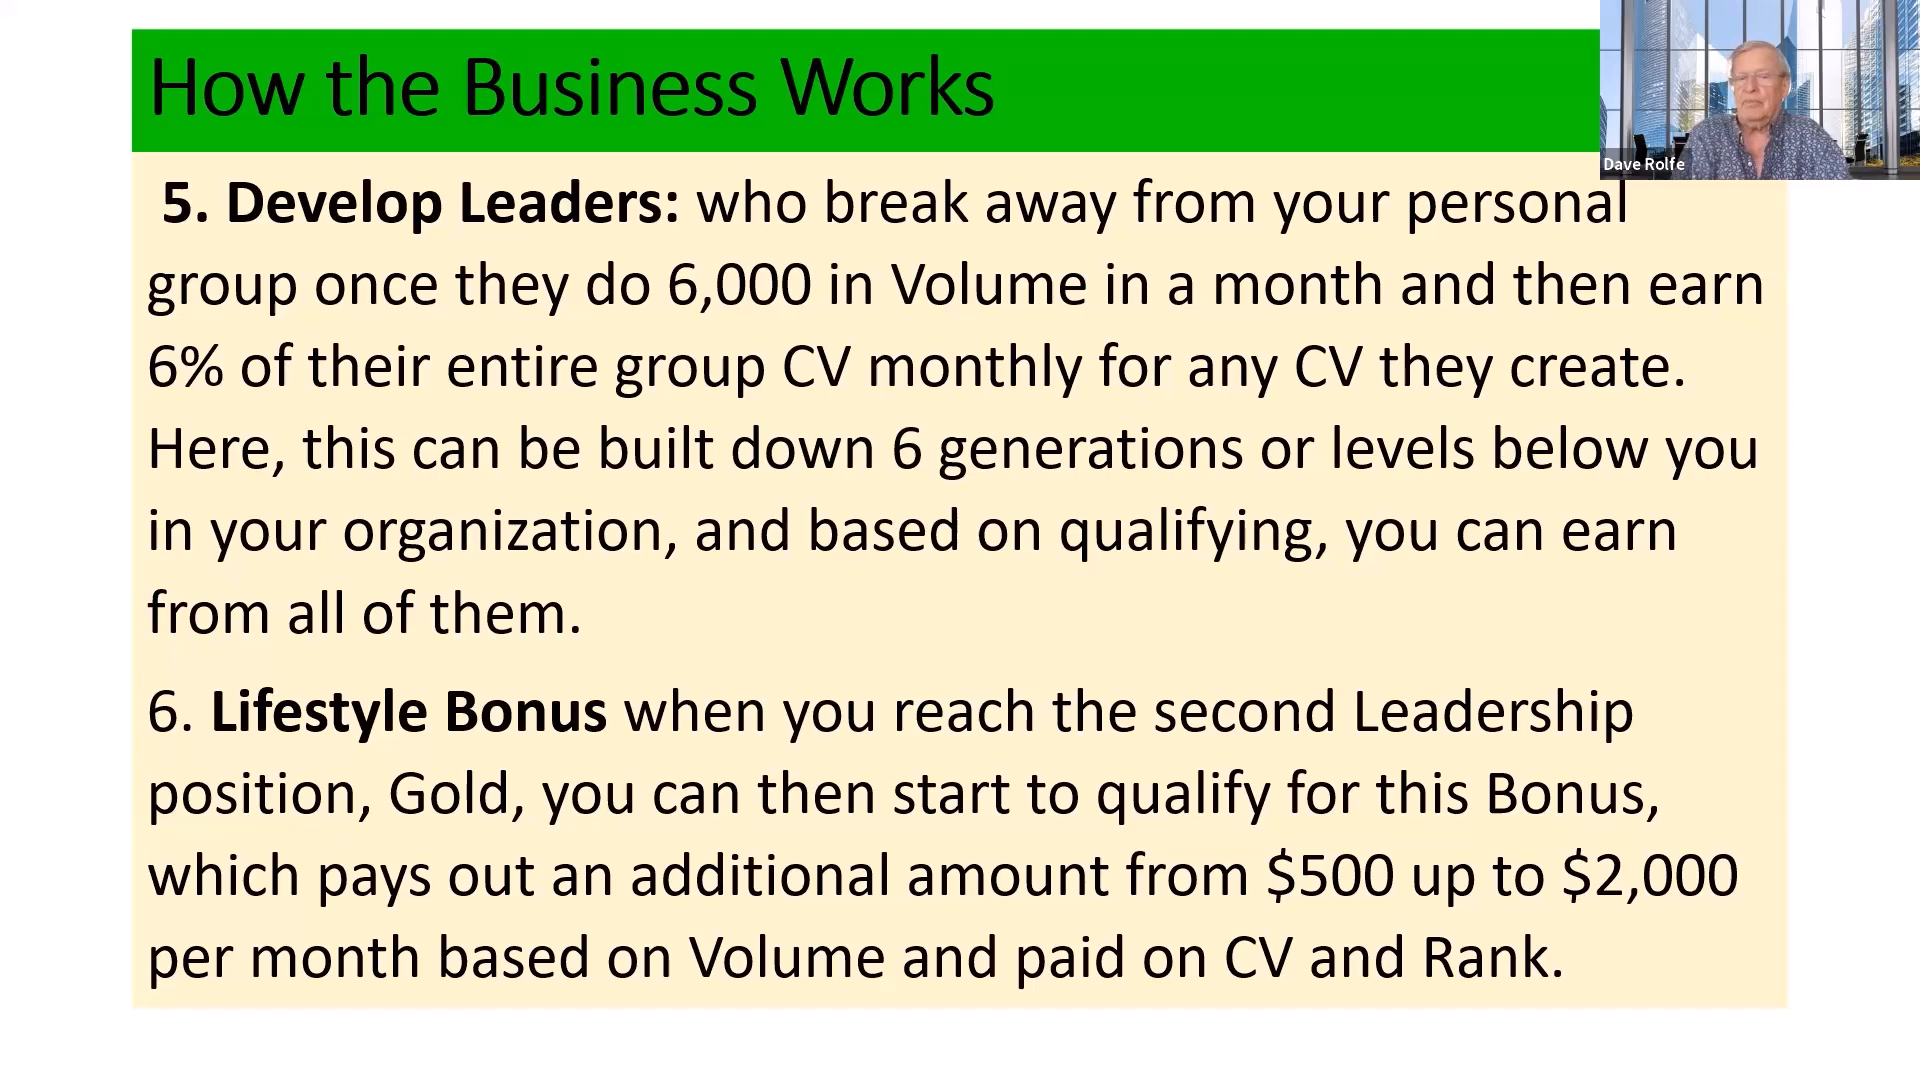 How the Business Works
Dave Rolfe
5. Develop Leaders: who break away from your personal
group once they do 6,000 in Volume in a month and then earn
6% of their entire group CV monthly for any CV they create.
Here, this can be built down 6 generations or levels below you
in your organization, and based on qualifying, you can earn
from all of them.
6. Lifestyle Bonus when you reach the second Leadership
position, Gold, you can then start to qualify for this Bonus,
which pays out an additional amount from $500 up to $2,000
per month based on Volume and paid on CV and Rank.